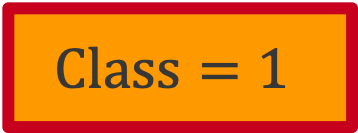 Class = 1